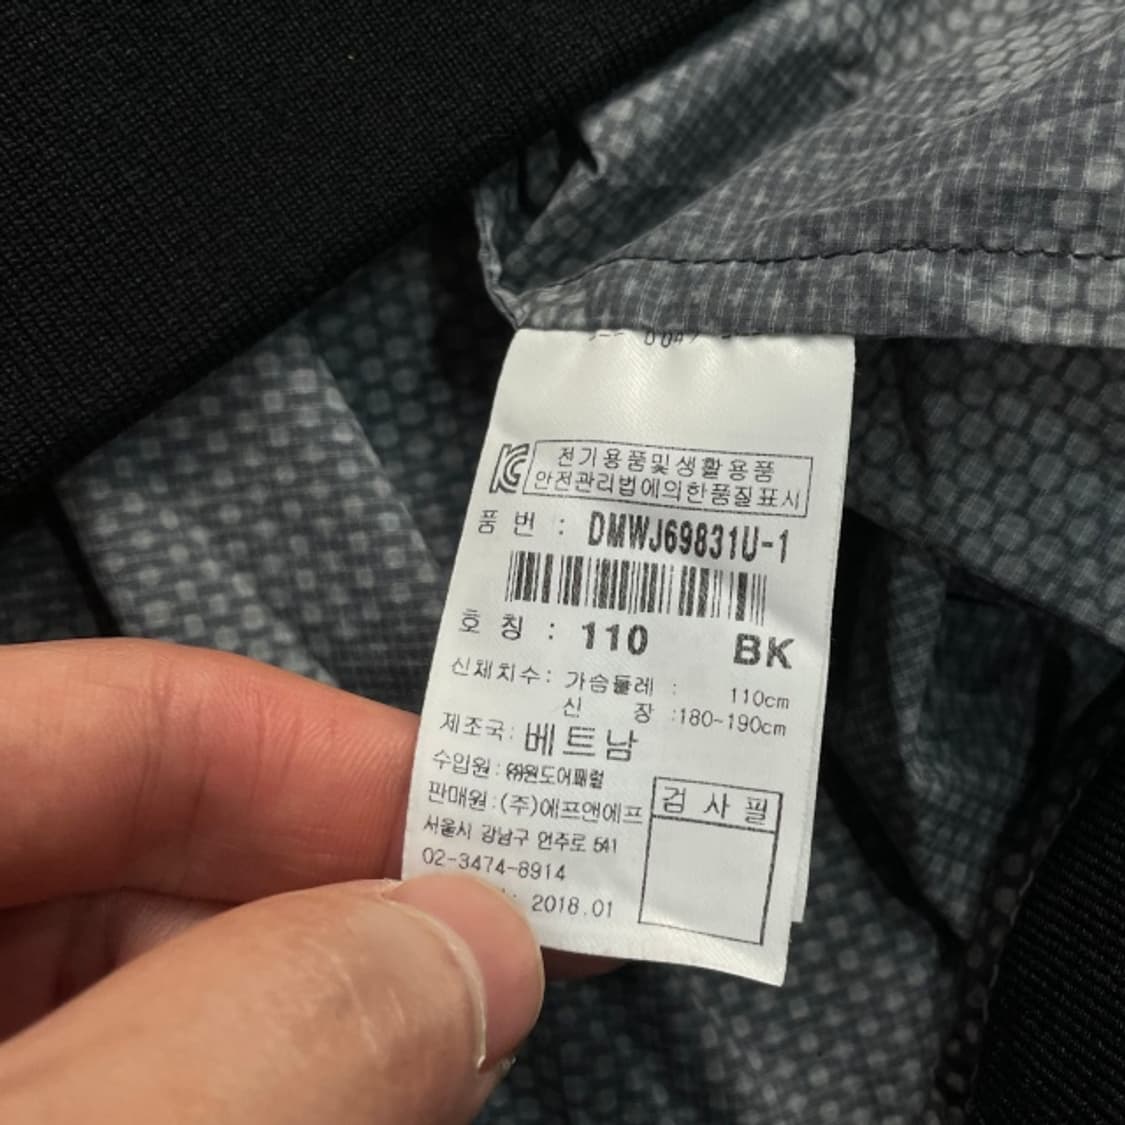 KC
전기용품및생활용품
안전관리법에의한품질표시
품 번 : DMWJ69831U-1
호 칭 : 110 BK
신체치수: 가슴둘레 : 110cm
신 장 :180~190cm
제조국: 베트남
수입원: ㈜원도어패럴
판매원:(주)에프앤에프
검 사 필
서울시 강남구 언주로 541
02-3474-8914
: 2018.01